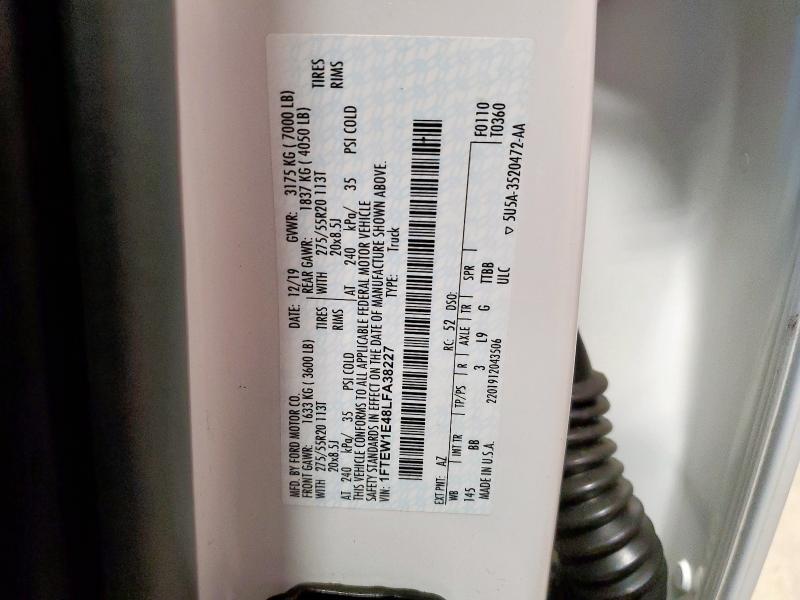 MFD. BY FORD MOTOR CO.
DATE: 12/19 GVWR: 3175 KG ( 7000 LB)
FRONT GAWR: 1633 KG ( 3600 LB) REAR GAWR: 1837 KG ( 4050 LB)
WITH 275/55R20 113T TIRES WITH 275/55R20 113T TIRES
20x8.5J RIMS 20x8.5J RIMS
AT 240 kPa/ 35 PSI COLD AT 240 kPa/ 35 PSI COLD
THIS VEHICLE CONFORMS TO ALL APPLICABLE FEDERAL MOTOR VEHICLE
SAFETY STANDARDS IN EFFECT ON THE DATE OF MANUFACTURE SHOWN ABOVE.
VIN: 1FTEW1E48LFA38227 TYPE: Truck
EXT PNT: AZ RC: 52 DSO: F0110
WB INT TR TP/PS R AXLE TR SPR T0360
145 BB 3 L9 G TTBB
MADE IN U.S.A. 2201912043506 ULC
▽ 5U5A-3520472-AA